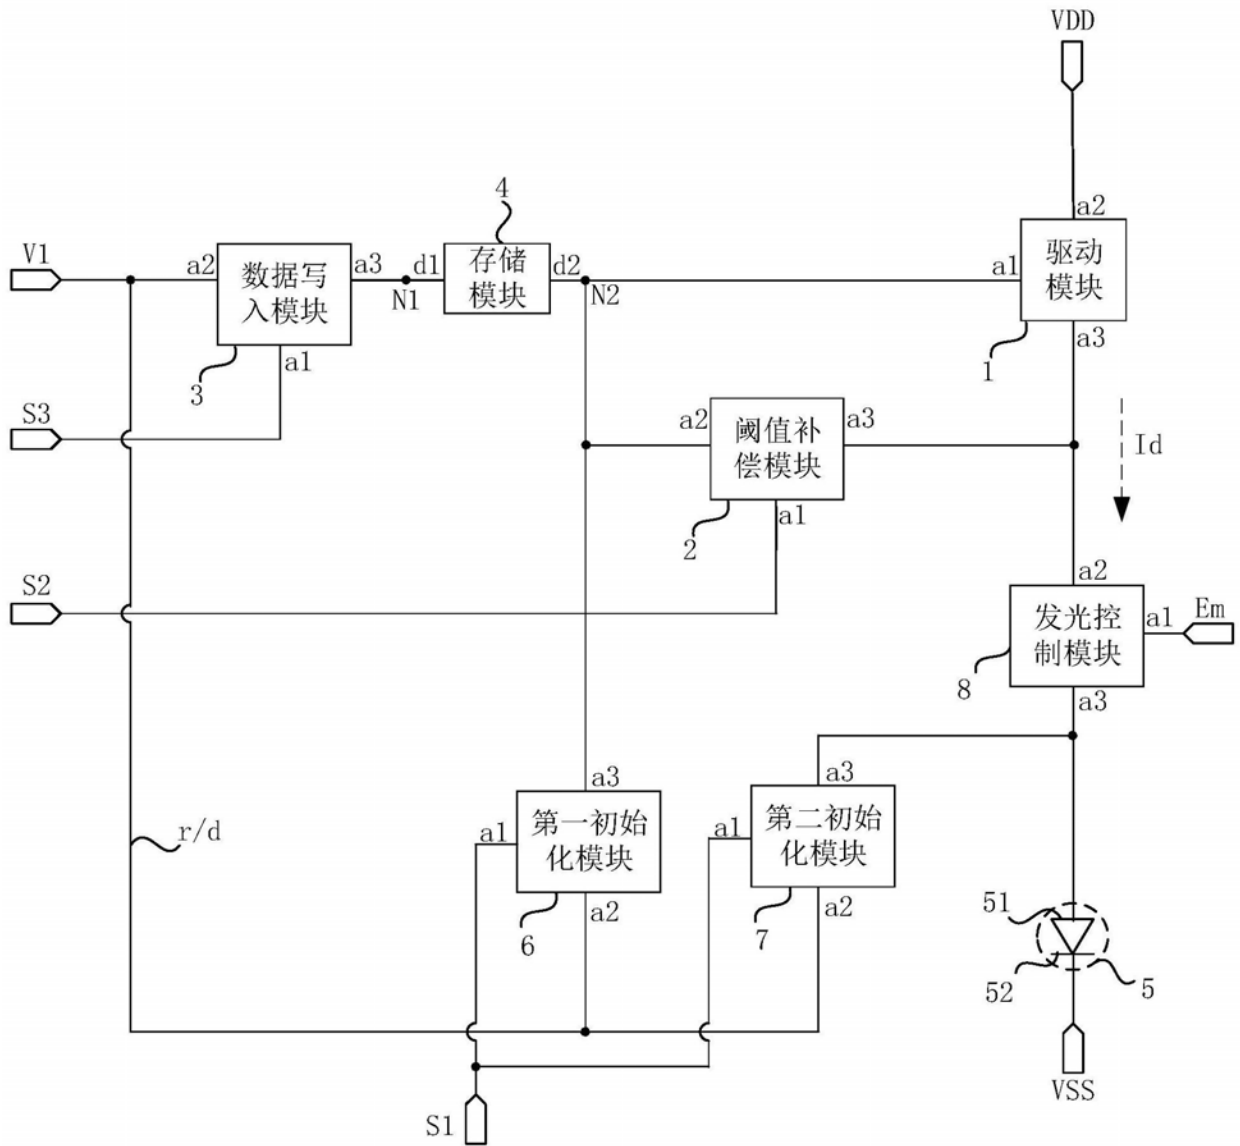 VDD
4
a2
V1
a2
数据写
入模块
a3
N1
d1
存储
模块
d2
N2
a1
驱动
模块
3
a1
1
a3
S3
a2
阈值补
偿模块
a3
Id
2
a1
S2
a2
发光控
制模块
a1
Em
8
a3
a3
a3
r/d
a1
第一初始
化模块
a1
第二初始
化模块
6
a2
7
a2
51
52
5
VSS
S1